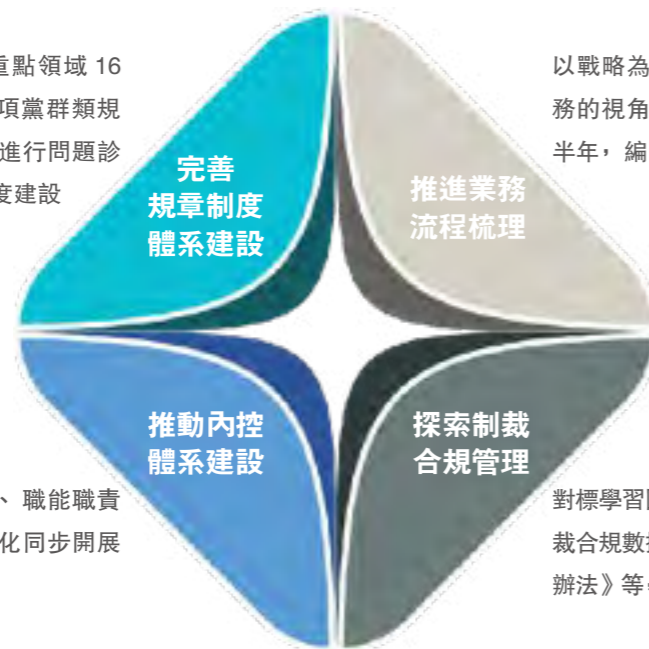 重點領域 16
項黨群類規
進行問題診
度建設
以戰略為
務的視角
半年，編
完善
規章制度
體系建設
推進業務
流程梳理
推動內控
體系建設
探索制裁
合規管理
、職能職責
化同步開展
對標學習
裁合規數
辦法》等